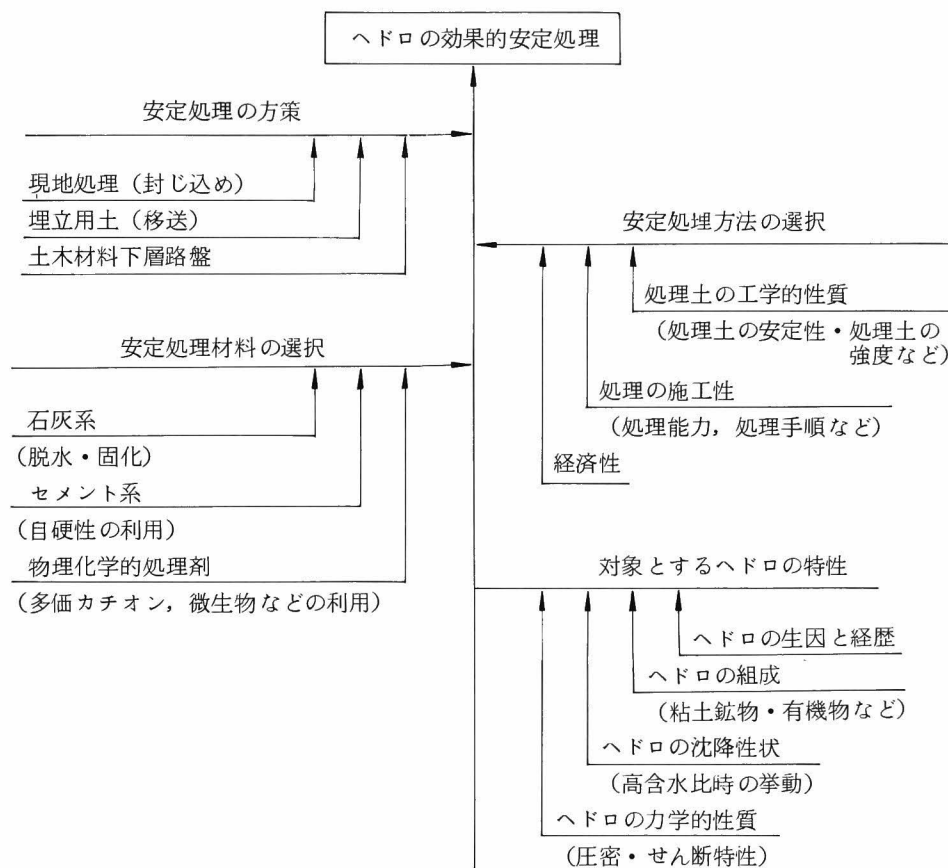 ヘドロの効果的安定処理
安定処理の方策
現地処理（封じ込め）
埋立用土（移送）
土木材料下層路盤
安定処理方法の選択
処理土の工学的性質
（処理土の安定性・処理土の
強度など）
処理の施工性
（処理能力，処理手順など）
経済性
安定処理材料の選択
石灰系
（脱水・固化）
セメント系
（自硬性の利用）
物理化学的処理剤
（多価カチオン，微生物などの利用）
対象とするヘドロの特性
ヘドロの生因と経歴
ヘドロの組成
（粘土鉱物・有機物など）
ヘドロの沈降性状
（高含水比時の挙動）
ヘドロの力学的性質
（圧密・せん断特性）